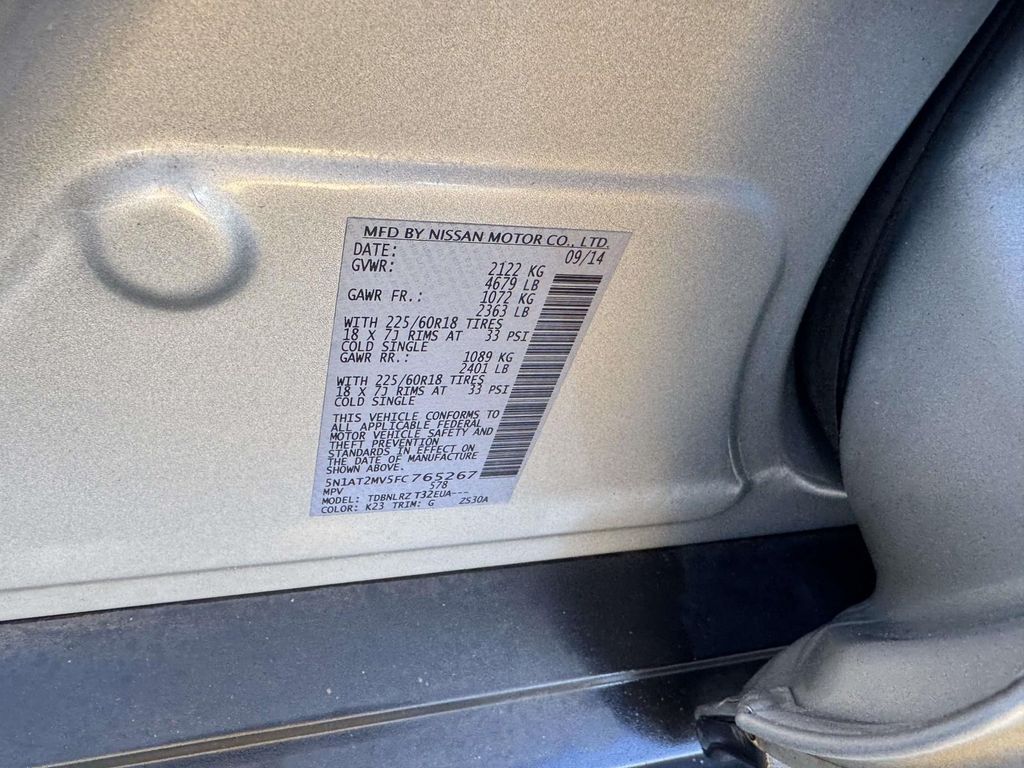 MFD BY NISSAN MOTOR CO., LTD.
DATE: 09/14
GVWR: 2122 KG
4679 LB
GAWR FR.: 1072 KG
2363 LB
WITH 225/60R18 TIRES
18 X 7J RIMS AT 33 PSI
COLD SINGLE
GAWR RR.: 1089 KG
2401 LB
WITH 225/60R18 TIRES
18 X 7J RIMS AT 33 PSI
COLD SINGLE
THIS VEHICLE CONFORMS TO
ALL APPLICABLE FEDERAL
MOTOR VEHICLE SAFETY AND
THEFT PREVENTION
STANDARDS IN EFFECT ON
THE DATE OF MANUFACTURE
SHOWN ABOVE.
5N1AT2MV5FC765267
MPV 578
MODEL: TDBNLRZ T32EUA---
COLOR: K23 TRIM: G ZS30A